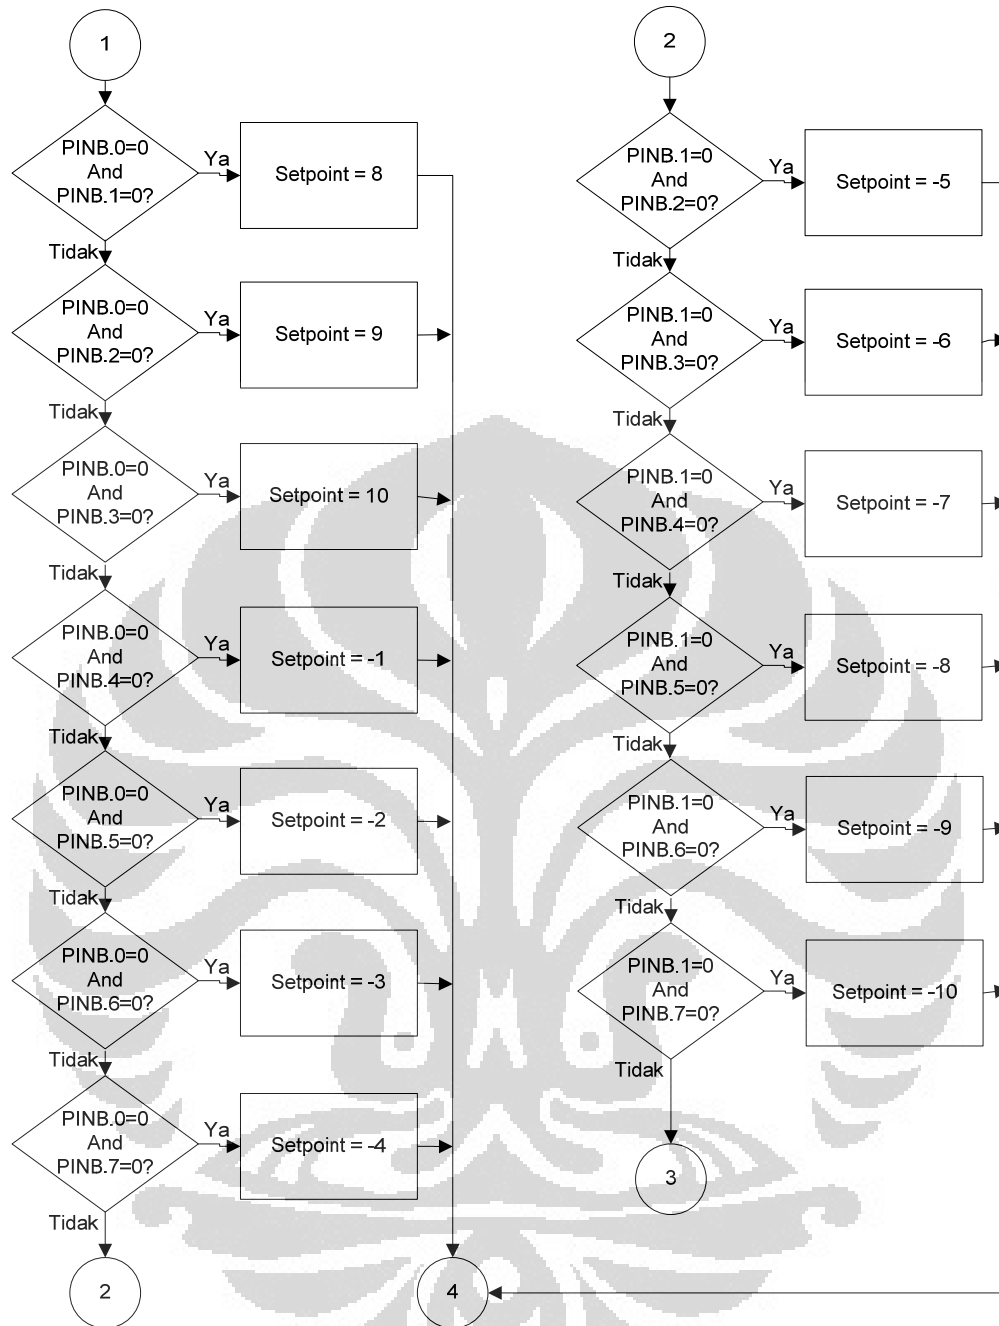 1
PINB.0=0
And
PINB.1=0?
Ya
Setpoint = 8
Tidak
PINB.0=0
And
PINB.2=0?
Ya
Setpoint = 9
Tidak
PINB.0=0
And
PINB.3=0?
Ya
Setpoint = 10
Tidak
PINB.0=0
And
PINB.4=0?
Ya
Setpoint = -1
Tidak
PINB.0=0
And
PINB.5=0?
Ya
Setpoint = -2
Tidak
PINB.0=0
And
PINB.6=0?
Ya
Setpoint = -3
Tidak
PINB.0=0
And
PINB.7=0?
Ya
Setpoint = -4
Tidak
2
4
2
PINB.1=0
And
PINB.2=0?
Ya
Setpoint = -5
Tidak
PINB.1=0
And
PINB.3=0?
Ya
Setpoint = -6
Tidak
PINB.1=0
And
PINB.4=0?
Ya
Setpoint = -7
Tidak
PINB.1=0
And
PINB.5=0?
Ya
Setpoint = -8
Tidak
PINB.1=0
And
PINB.6=0?
Ya
Setpoint = -9
Tidak
PINB.1=0
And
PINB.7=0?
Ya
Setpoint = -10
Tidak
3